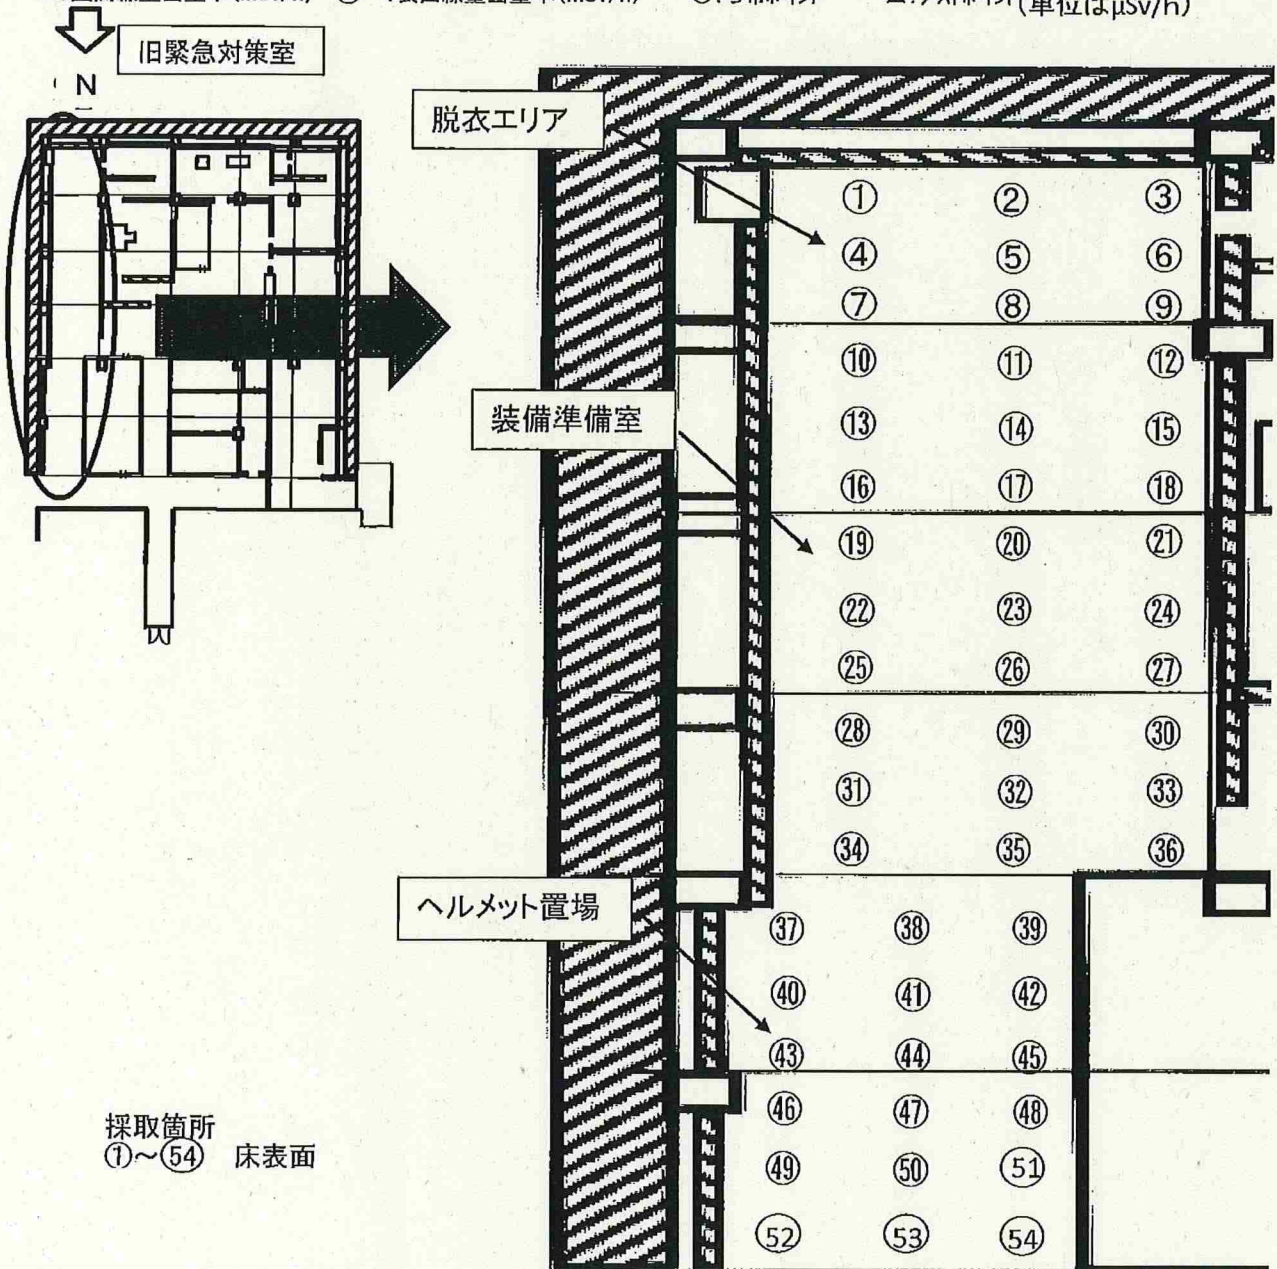 (単位はμSv/h)
旧緊急対策室
N
脱衣エリア
① ② ③
④ ⑤ ⑥
⑦ ⑧ ⑨
⑩ ⑪ ⑫
装備準備室
⑬ ⑭ ⑮
⑯ ⑰ ⑱
⑲ ⑳ ㉑
㉒ ㉓ ㉔
㉕ ㉖ ㉗
㉘ ㉙ ㉚
㉛ ㉜ ㉝
㉞ ㉟ ㊱
ヘルメット置場
㊲ ㊳ ㊴
㊵ ㊶ ㊷
㊸ ㊹ ㊺
㊻ ㊼ ㊽
㊾ ㊿ 51
52 53 54
採取箇所
①~54 床表面